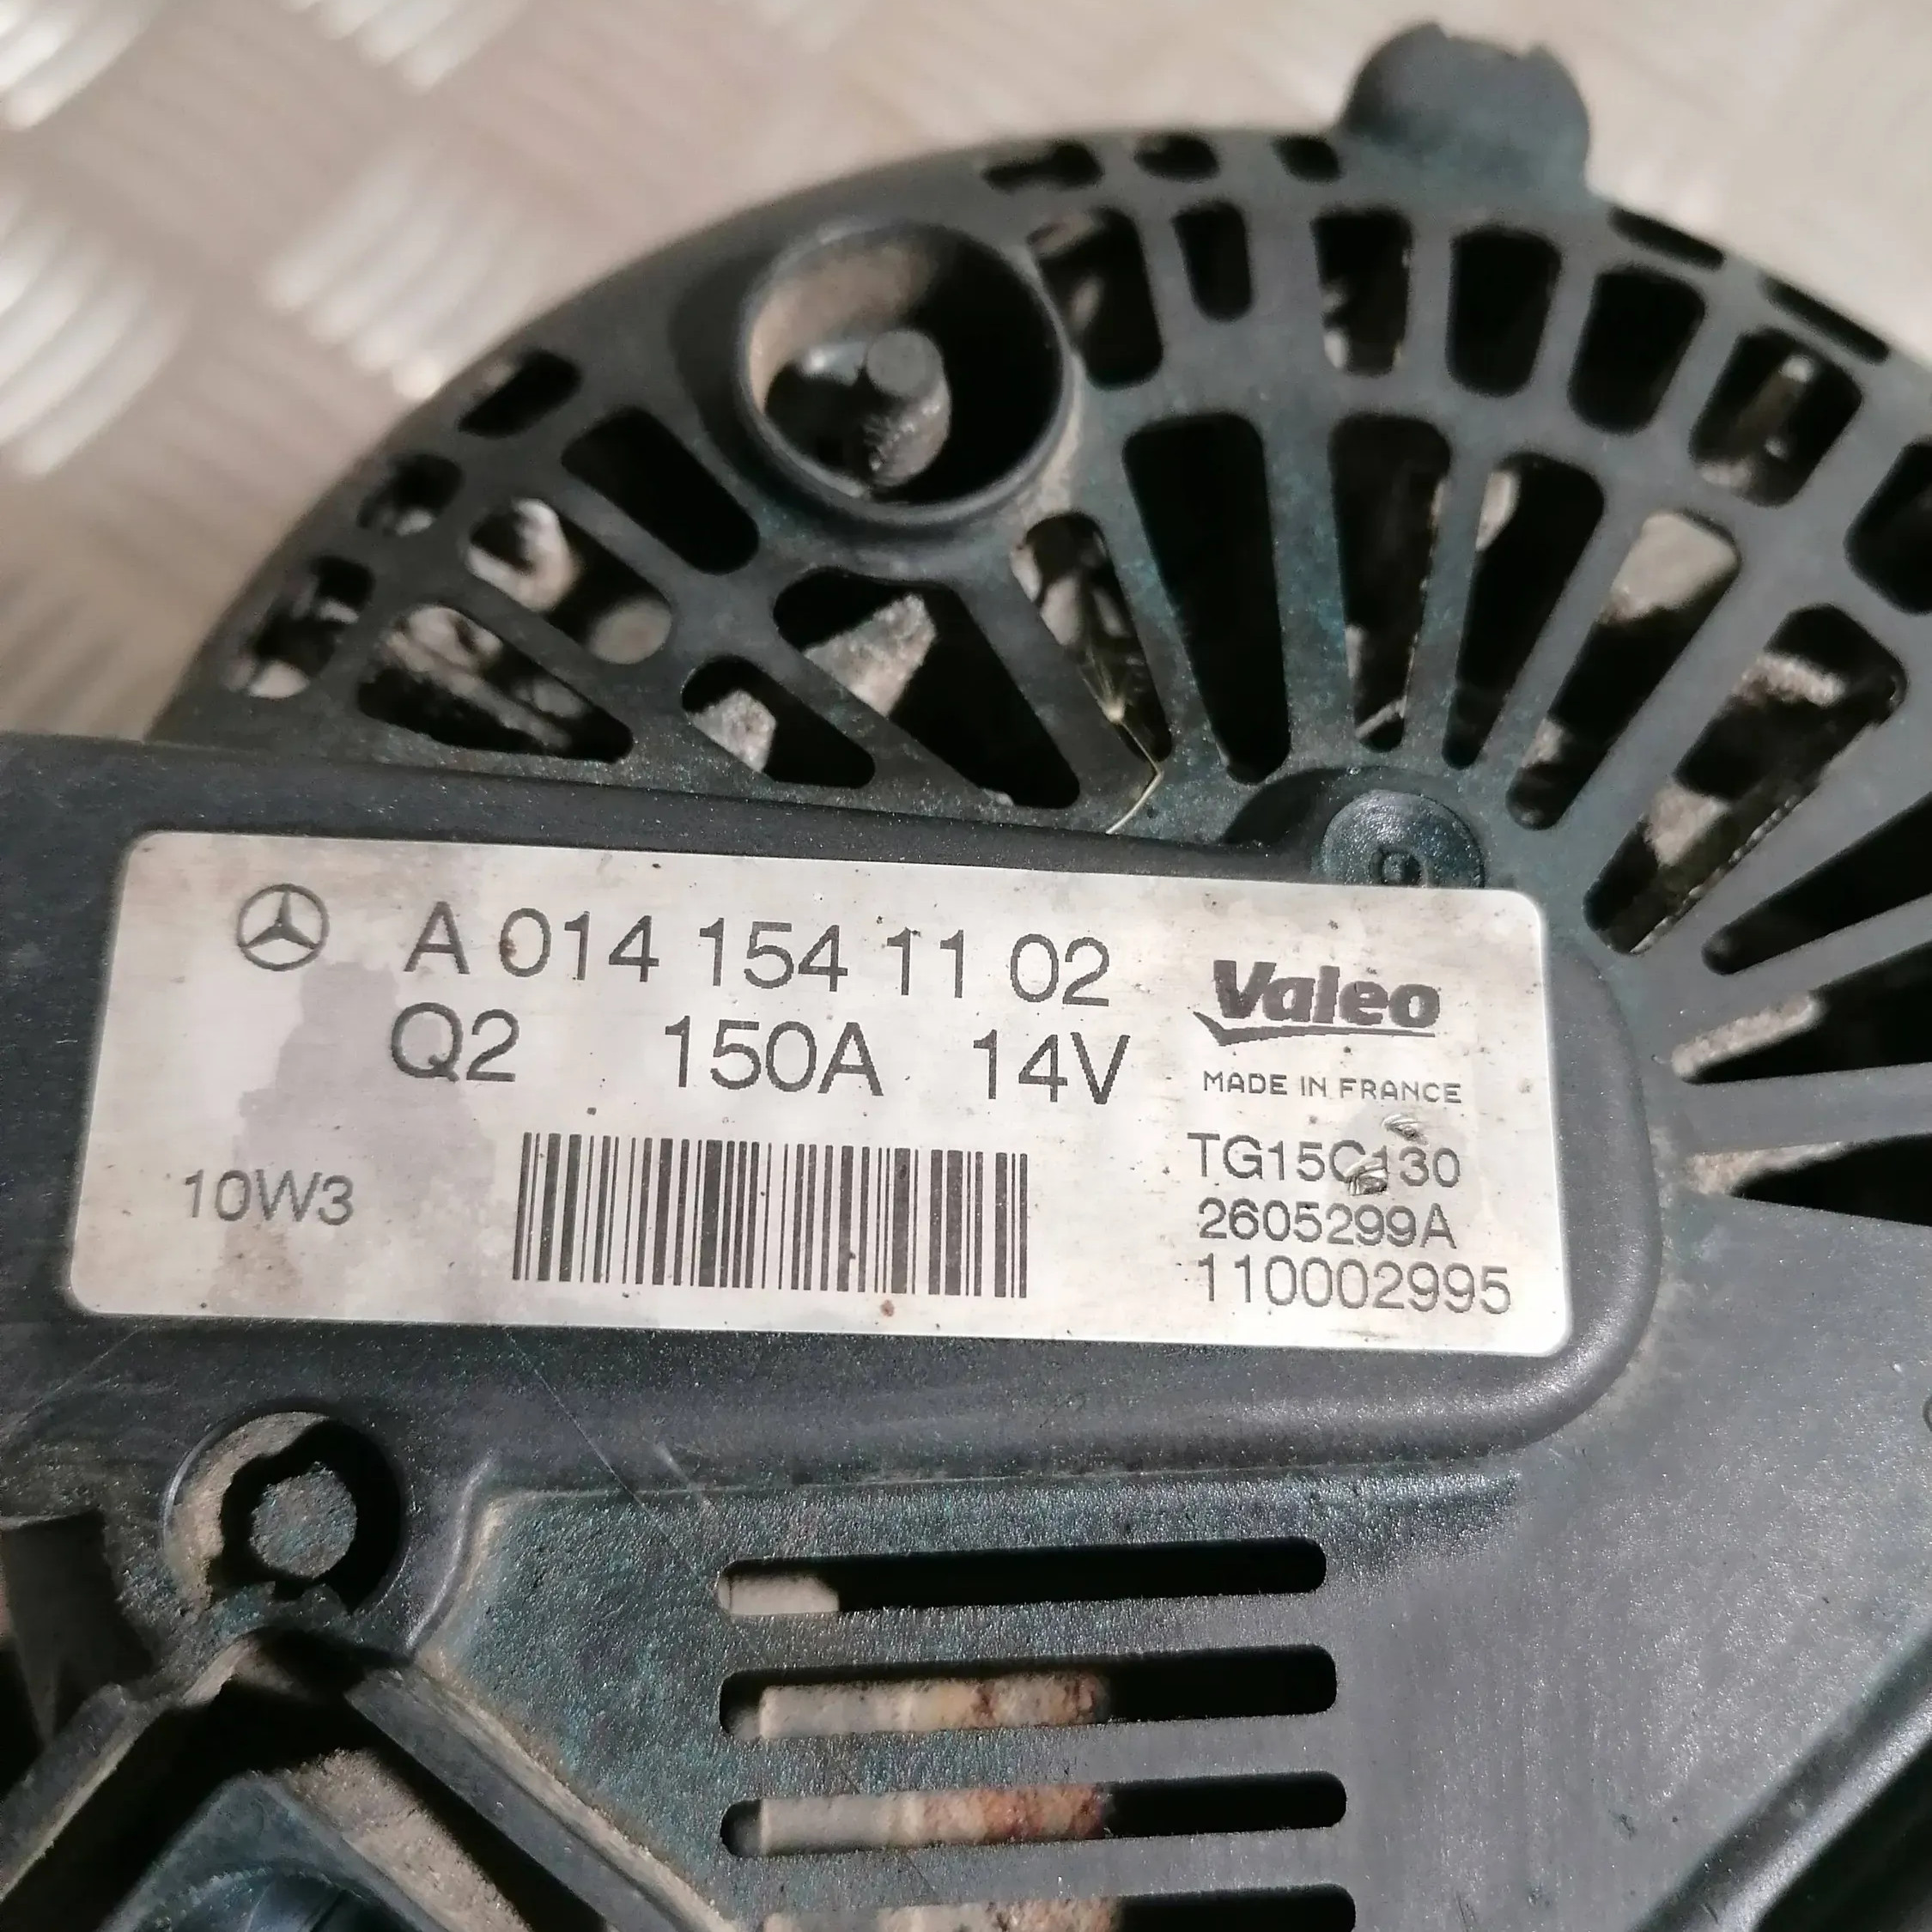 A 014 154 11 02
Q2 150A 14V
Valeo
MADE IN FRANCE
10W3
TG15C130
2605299A
110002995